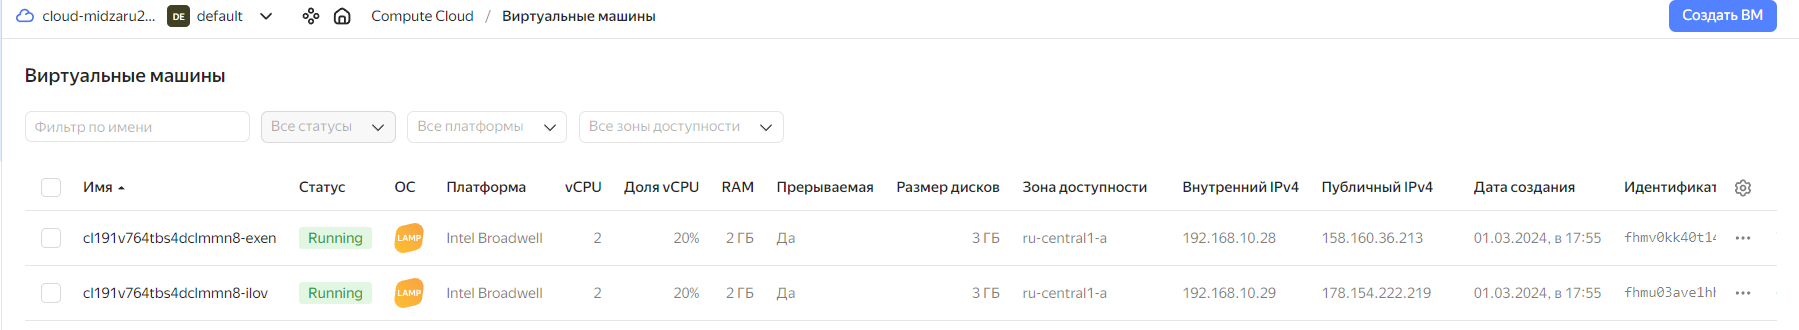 cloud-midzaru2... DE default Compute Cloud / Виртуальные машины Создать ВМ
Виртуальные машины
Фильтр по имени Все статусы Все платформы Все зоны доступности
Имя Статус ОС Платформа vCPU Доля vCPU RAM Прерываемая Размер дисков Зона доступности Внутренний IPv4 Публичный IPv4 Дата создания Идентификат
cl191v764tbs4dclmmn8-exen Running LAMP Intel Broadwell 2 20% 2 ГБ Да 3 ГБ ru-central1-a 192.168.10.28 158.160.36.213 01.03.2024, в 17:55 fhmv0kk40t14
cl191v764tbs4dclmmn8-ilov Running LAMP Intel Broadwell 2 20% 2 ГБ Да 3 ГБ ru-central1-a 192.168.10.29 178.154.222.219 01.03.2024, в 17:55 fhmu03ave1hh